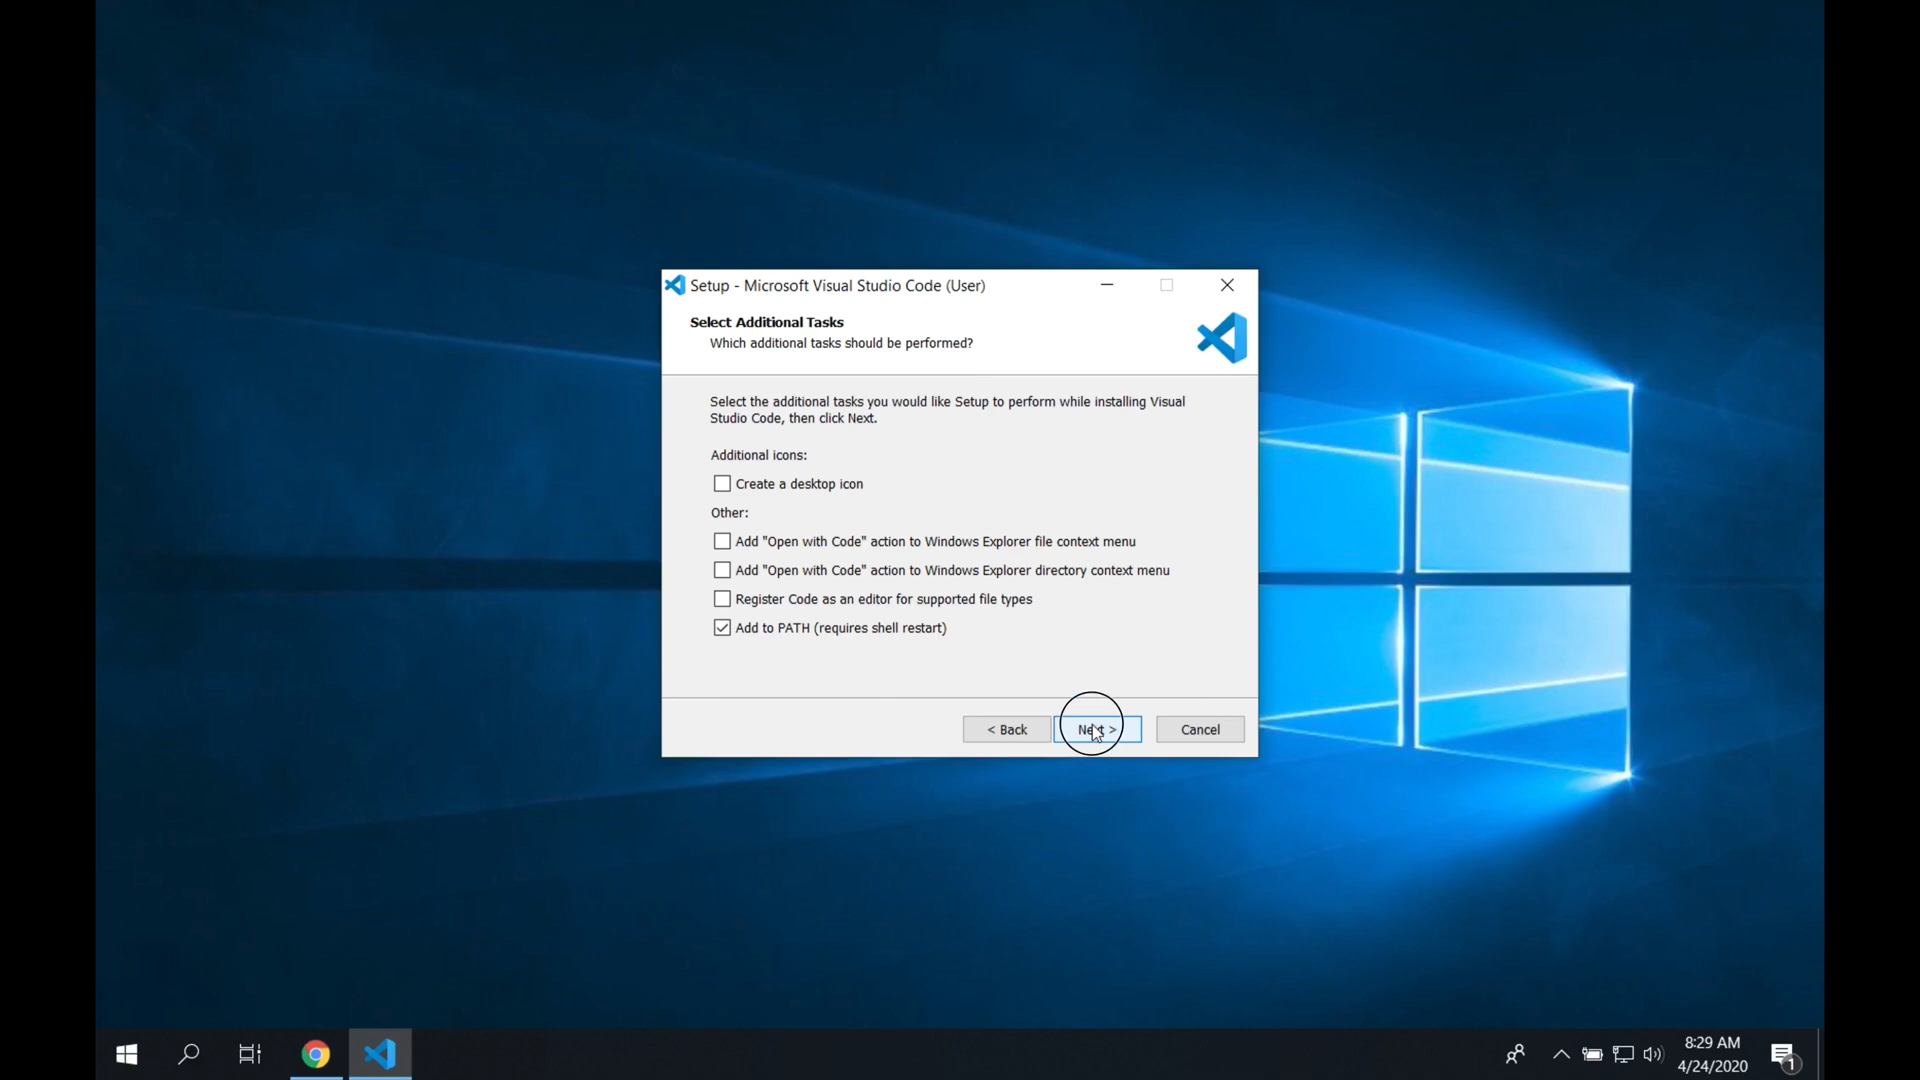 Setup - Microsoft Visual Studio Code (User)
Select Additional Tasks
Which additional tasks should be performed?
Select the additional tasks you would like Setup to perform while installing Visual
Studio Code, then click Next.
Additional icons:
Create a desktop icon
Other:
Add "Open with Code" action to Windows Explorer file context menu
Add "Open with Code" action to Windows Explorer directory context menu
Register Code as an editor for supported file types
Add to PATH (requires shell restart)
< Back
Next >
Cancel
8:29 AM
4/24/2020
1